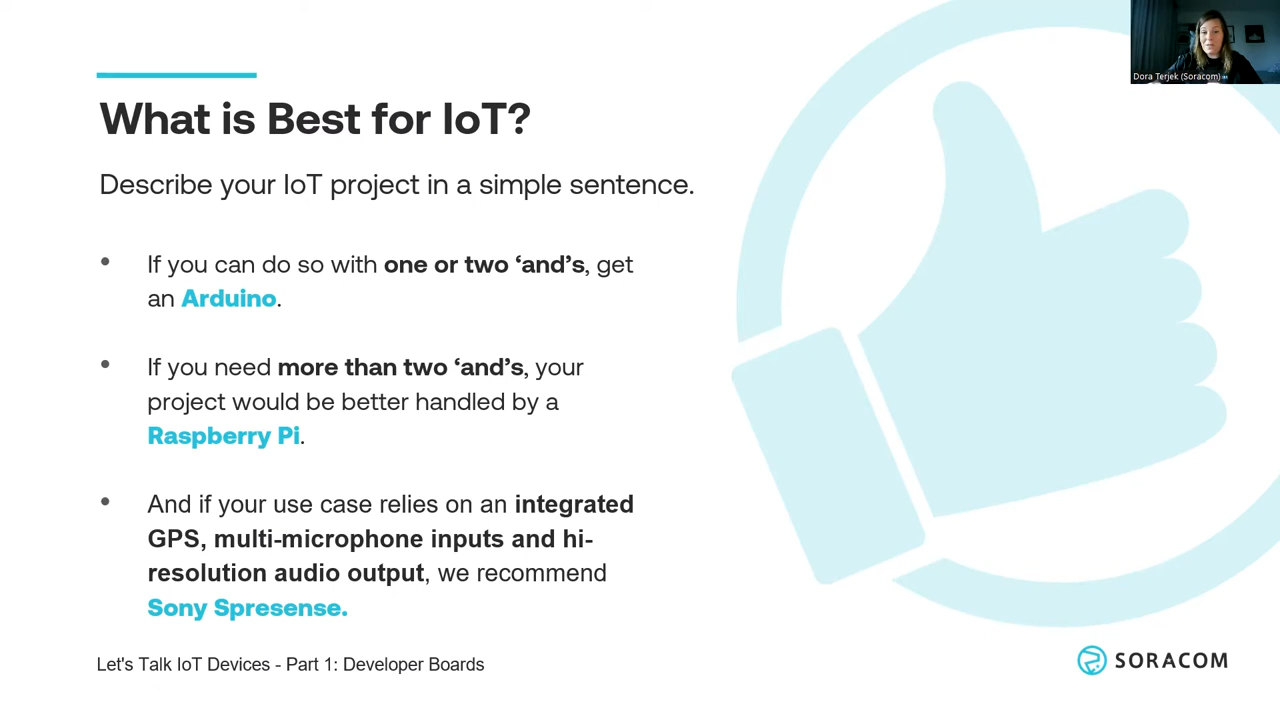 Dora Terjek (Soracom)
What is Best for IoT?
Describe your IoT project in a simple sentence.
• If you can do so with one or two ‘and’s, get
an Arduino.
• If you need more than two ‘and’s, your
project would be better handled by a
Raspberry Pi.
• And if your use case relies on an integrated
GPS, multi-microphone inputs and hi-
resolution audio output, we recommend
Sony Spresense.
Let's Talk IoT Devices - Part 1: Developer Boards
SORACOM